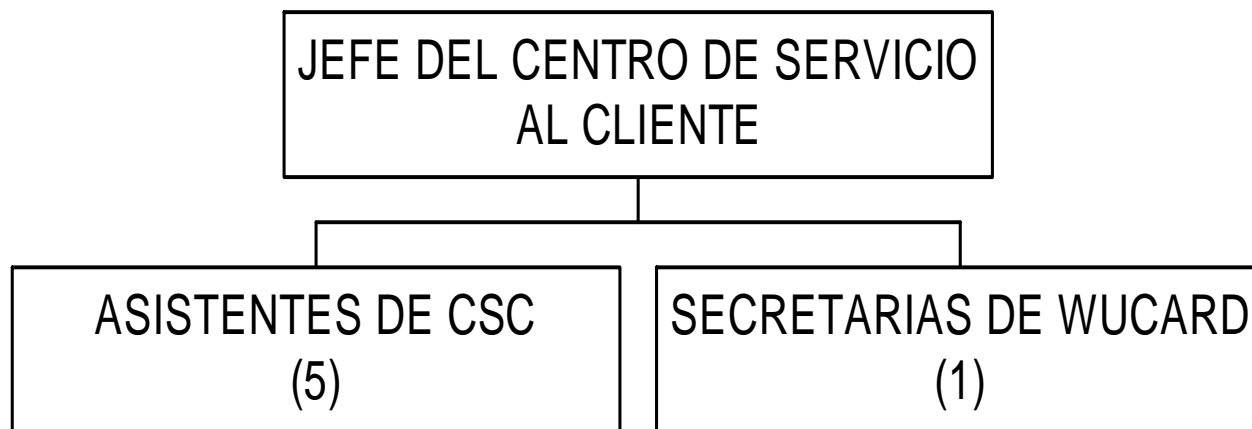 JEFE DEL CENTRO DE SERVICIO
AL CLIENTE
ASISTENTES DE CSC
(5)
SECRETARIAS DE WUCARD
(1)